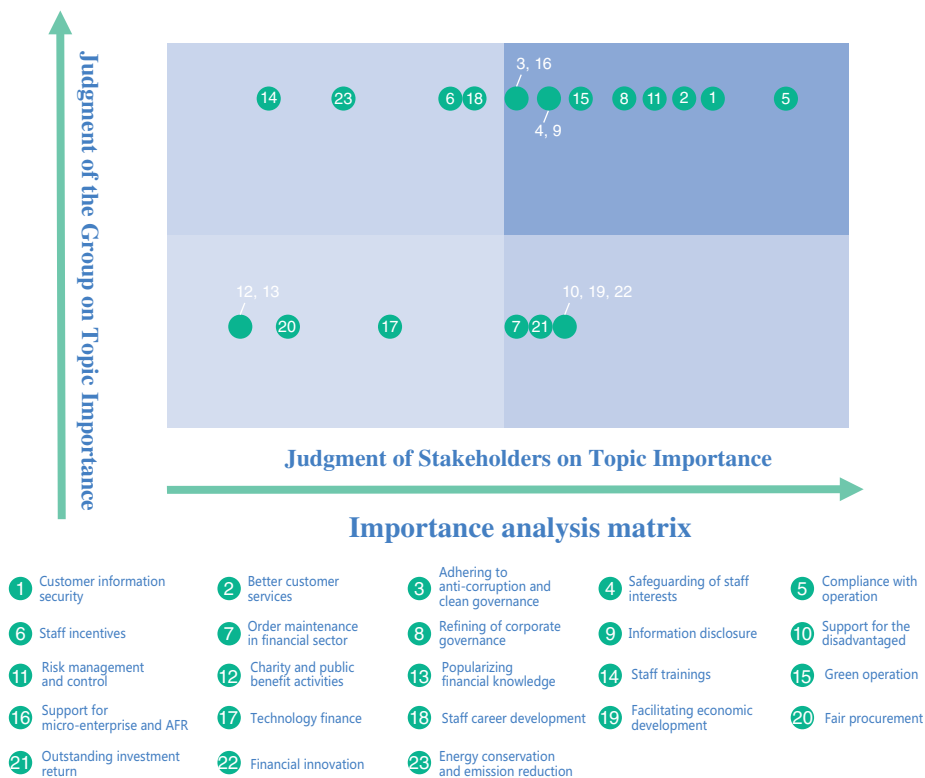 Judgment of the Group on Topic Importance
3, 16
14
23
6
18
15
8
11
2
1
5
4, 9
12, 13
10, 19, 22
20
17
7
21
Judgment of Stakeholders on Topic Importance
Importance analysis matrix
1 Customer information
security
2 Better customer
services
3 Adhering to
anti-corruption and
clean governance
4 Safeguarding of staff
interests
5 Compliance with
operation
6 Staff incentives
7 Order maintenance
in financial sector
8 Refining of corporate
governance
9 Information disclosure
10 Support for the
disadvantaged
11 Risk management
and control
12 Charity and public
benefit activities
13 Popularizing
financial knowledge
14 Staff trainings
15 Green operation
16 Support for
micro-enterprise and AFR
17 Technology finance
18 Staff career development
19 Facilitating economic
development
20 Fair procurement
21 Outstanding investment
return
22 Financial innovation
23 Energy conservation
and emission reduction